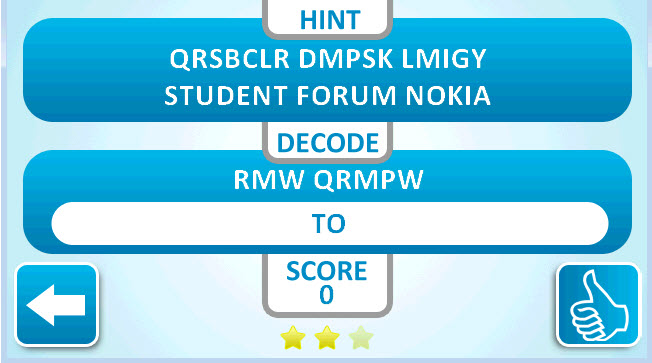 HINT
QRSBCLR DMPSK LMIGY
STUDENT FORUM NOKIA
DECODE
RMW QRMPW
TO
SCORE
0